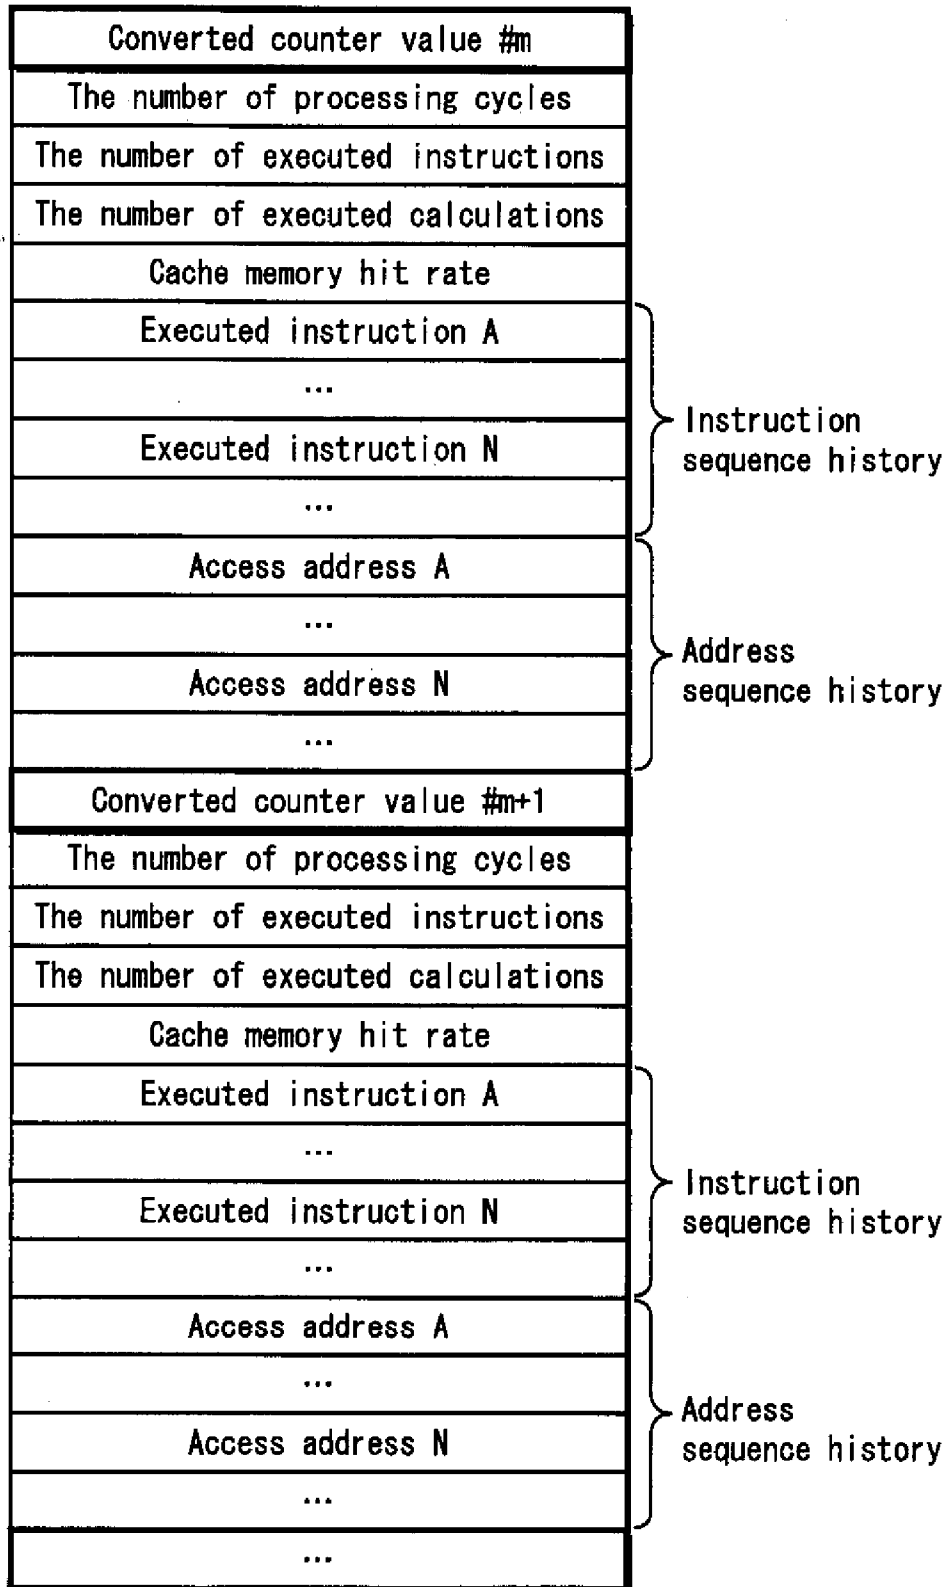 Converted counter value #m
The number of processing cycles
The number of executed instructions
The number of executed calculations
Cache memory hit rate
Executed instruction A
...
Executed instruction N
...
Instruction
sequence history
Access address A
...
Access address N
...
Address
sequence history
Converted counter value #m+1
The number of processing cycles
The number of executed instructions
The number of executed calculations
Cache memory hit rate
Executed instruction A
...
Executed instruction N
...
Instruction
sequence history
Access address A
...
Access address N
...
Address
sequence history
...